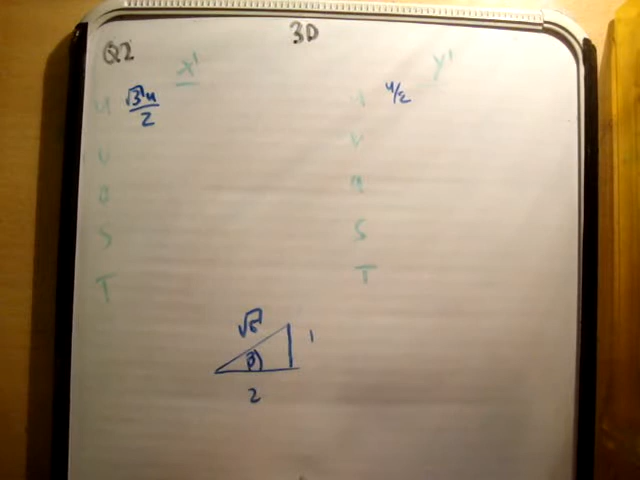 3D
Q2
x' y'
u √3u/2 u u/2
v v
a a
s s
T T
√5
θ 1
2